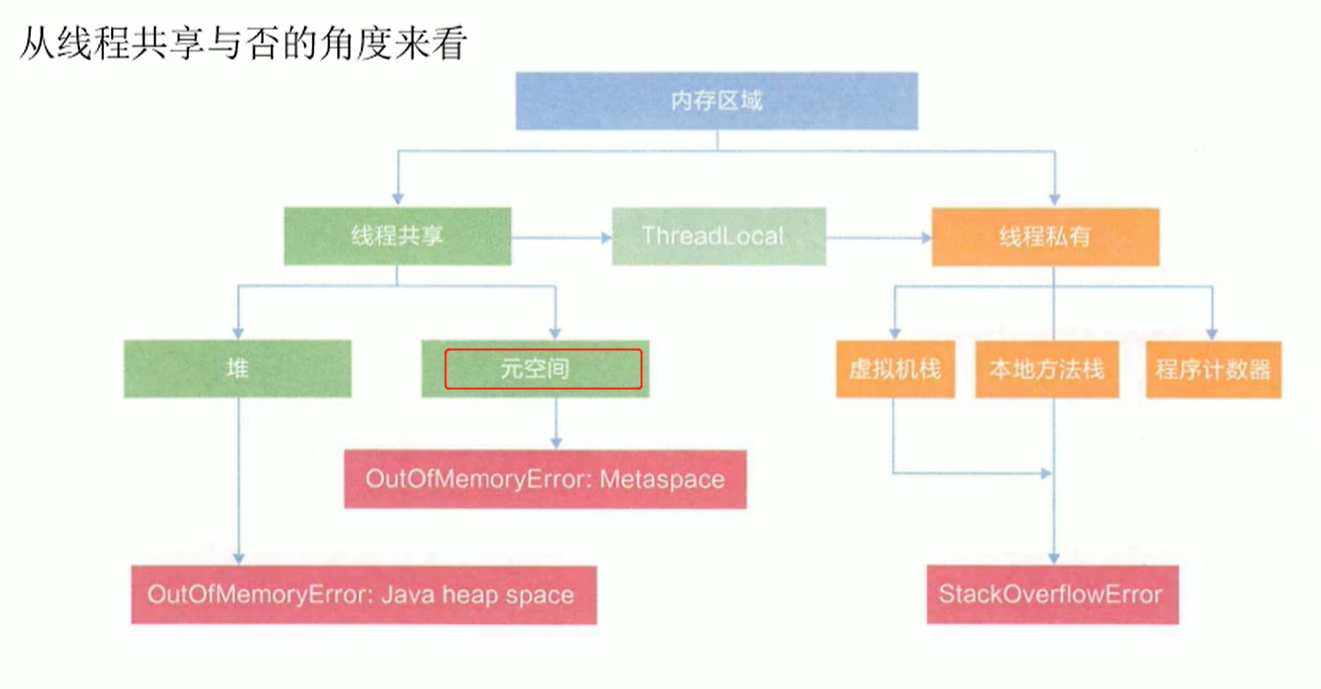 从线程共享与否的角度来看
内存区域
线程共享
ThreadLocal
线程私有
堆
元空间
虚拟机栈
本地方法栈
程序计数器
OutOfMemoryError: Metaspace
OutOfMemoryError: Java heap space
StackOverflowError